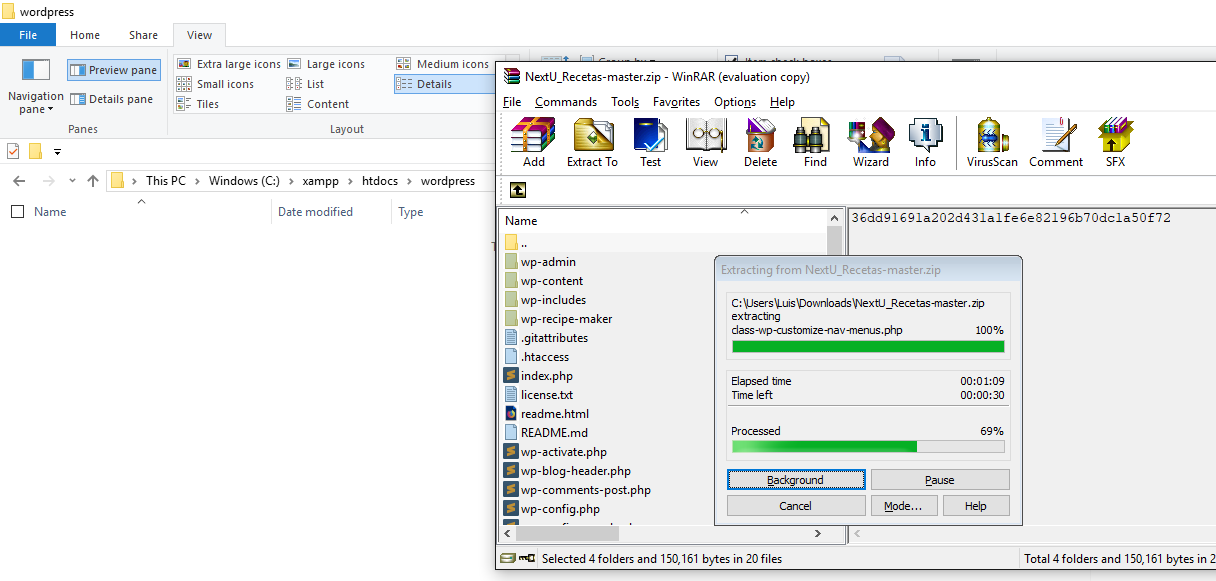 wordpress
File Home Share View
Navigation pane
Preview pane
Details pane
Panes
Extra large icons Large icons Medium icons
Small icons List Details
Tiles Content
Layout
This PC > Windows (C:) > xampp > htdocs > wordpress
Name Date modified Type
NextU_Recetas-master.zip - WinRAR (evaluation copy)
File Commands Tools Favorites Options Help
Add Extract To Test View Delete Find Wizard Info VirusScan Comment SFX
Name
..
wp-admin
wp-content
wp-includes
wp-recipe-maker
.gitattributes
.htaccess
index.php
license.txt
readme.html
README.md
wp-activate.php
wp-blog-header.php
wp-comments-post.php
wp-config.php
36dd91691a202d431a1fe6e82196b70dc1a50f72
Extracting from NextU_Recetas-master.zip
C:\Users\Luis\Downloads\NextU_Recetas-master.zip
extracting
class-wp-customize-nav-menus.php 100%
Elapsed time 00:01:09
Time left 00:00:30
Processed 69%
Background Pause
Cancel Mode... Help
Selected 4 folders and 150,161 bytes in 20 files
Total 4 folders and 150,161 bytes in 2